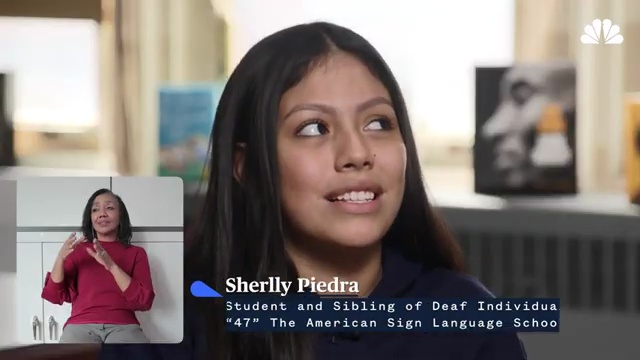 Sherlly Piedra
Student and Sibling of Deaf Individua
“47” The American Sign Language Schoo